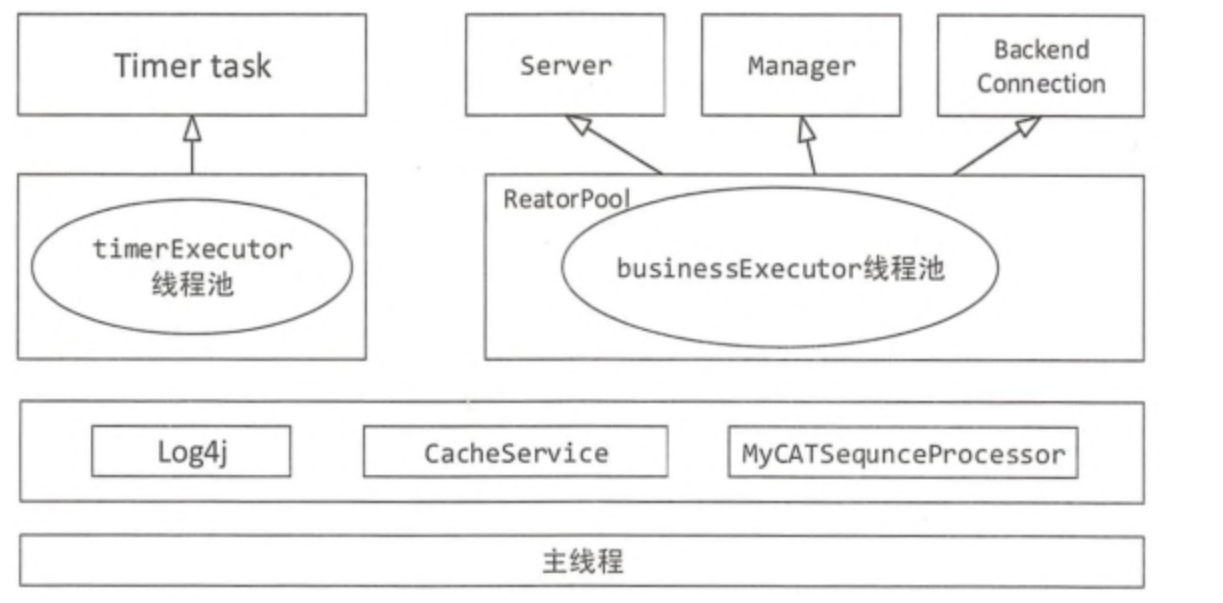 Timer task
Server
Manager
Backend
Connection
timerExecutor
线程池
ReatorPool
businessExecutor线程池
Log4j
CacheService
MyCATSequnceProcessor
主线程